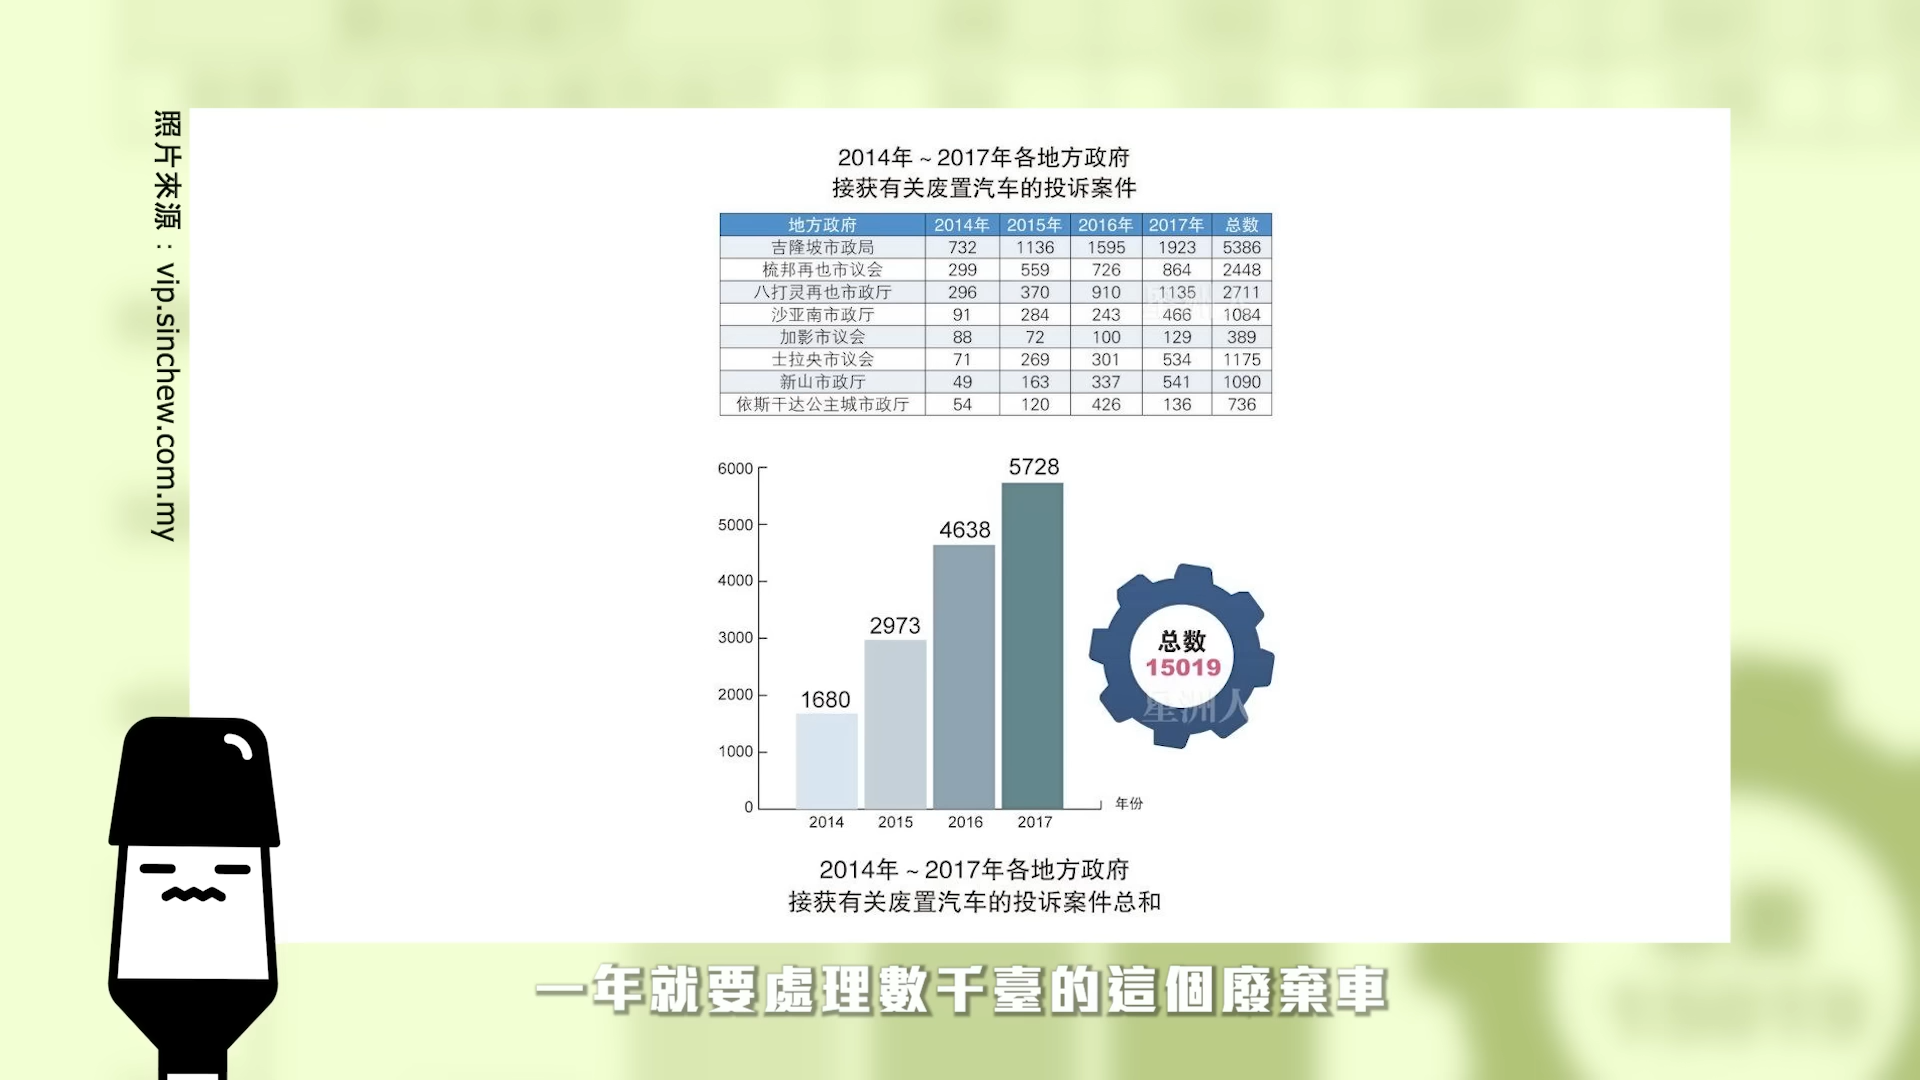 照片來源：vip.sinchew.com.my
2014年~2017年各地方政府
接获有关废置汽车的投诉案件
地方政府 2014年 2015年 2016年 2017年 总数
吉隆坡市政局 732 1136 1595 1923 5386
梳邦再也市议会 299 559 726 864 2448
八打灵再也市政厅 296 370 910 1135 2711
沙亚南市政厅 91 284 243 466 1084
加影市议会 88 72 100 129 389
士拉央市议会 71 269 301 534 1175
新山市政厅 49 163 337 541 1090
依斯干达公主城市政厅 54 120 426 136 736
6000
5000
4000
3000
2000
1000
0
1680
2973
4638
5728
2014 2015 2016 2017
年份
总数
15019
星洲人
2014年~2017年各地方政府
接获有关废置汽车的投诉案件总和
一年就要處理數千臺的這個廢棄車